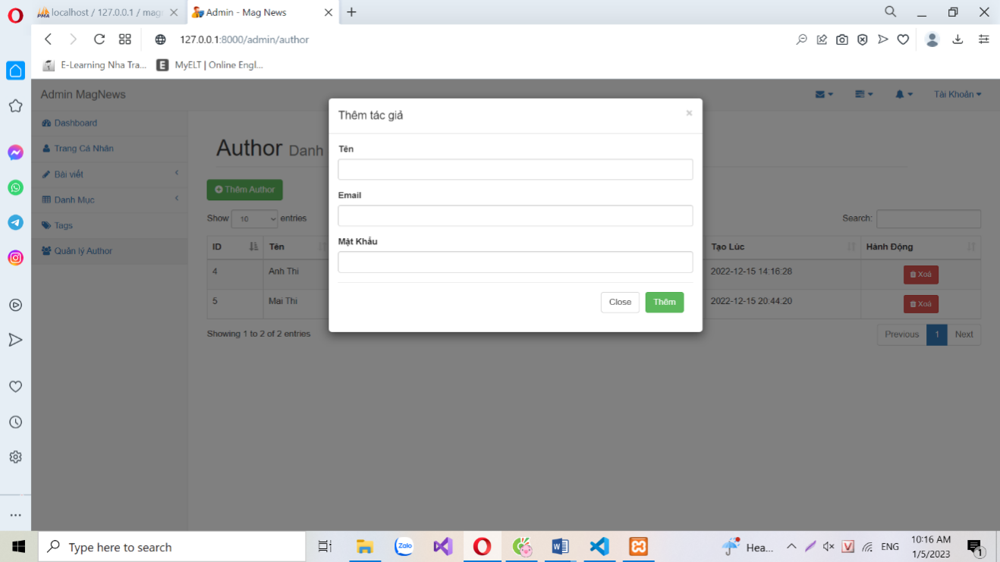 localhost / 127.0.0.1 / mag
Admin - Mag News
127.0.0.1:8000/admin/author
E-Learning Nha Tra...
MyELT | Online Engl...
Admin MagNews
Tài Khoản
Dashboard
Trang Cá Nhân
Bài viết
Danh Mục
Tags
Quản lý Author
Author Danh
Thêm Author
Show 10 entries
Search:
ID Tên Tạo Lúc Hành Động
4 Anh Thi 2022-12-15 14:16:28 Xoá
5 Mai Thi 2022-12-15 20:44:20 Xoá
Showing 1 to 2 of 2 entries
Previous 1 Next
Thêm tác giả
×
Tên
Email
Mật Khẩu
Close Thêm
Type here to search
Zalo
Hea...
ENG
10:16 AM
1/5/2023
1